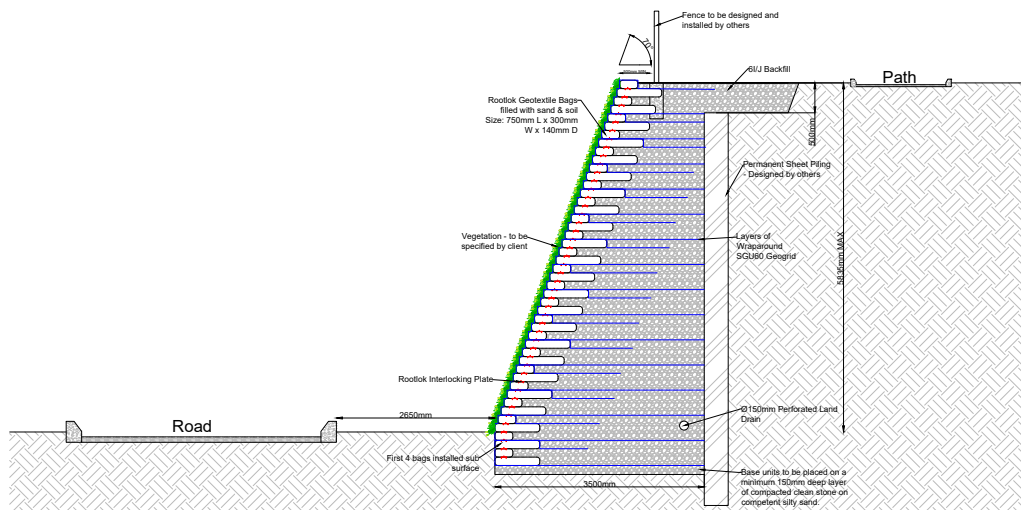 Fence to be designed and
installed by others
70°
6I/J Backfill
Path
Rootlok Geotextile Bags
filled with sand & soil
Size: 750mm L x 300mm
W x 140mm D
500mm
Permanent Sheet Piling
- Designed by others
Vegetation - to be
specified by client
Layers of
Wraparound
SGU60 Geogrid
5836mm MAX
Rootlok Interlocking Plate
2650mm
Road
Ø150mm Perforated Land
Drain
First 4 bags installed sub
surface
3500mm
Base units to be placed on a
minimum 150mm deep layer
of compacted clean stone on
competent silty sand.